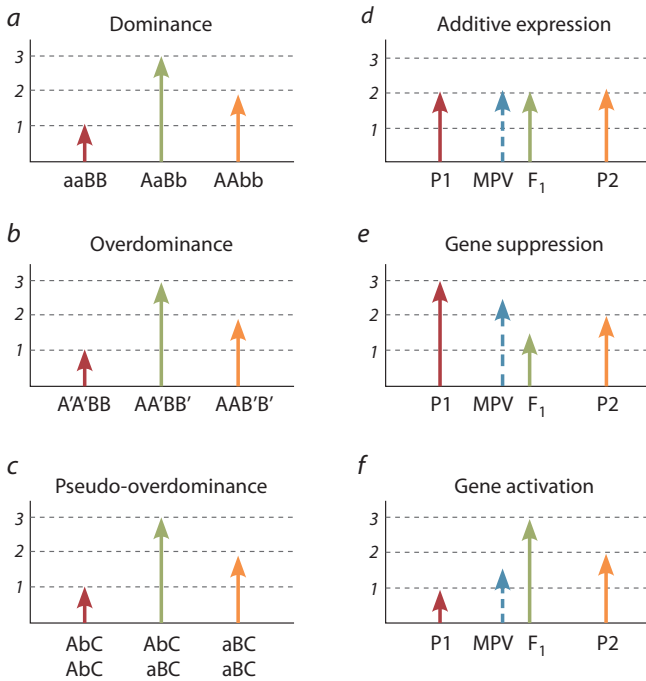 a
Dominance
3
2
1
aaBB AaBb AAbb
b
Overdominance
3
2
1
A'A'BB AA'BB' AAB'B'
c
Pseudo-overdominance
3
2
1
AbC AbC aBC
AbC aBC aBC
d
Additive expression
3
2
1
P1 MPV F₁ P2
e
Gene suppression
3
2
1
P1 MPV F₁ P2
f
Gene activation
3
2
1
P1 MPV F₁ P2